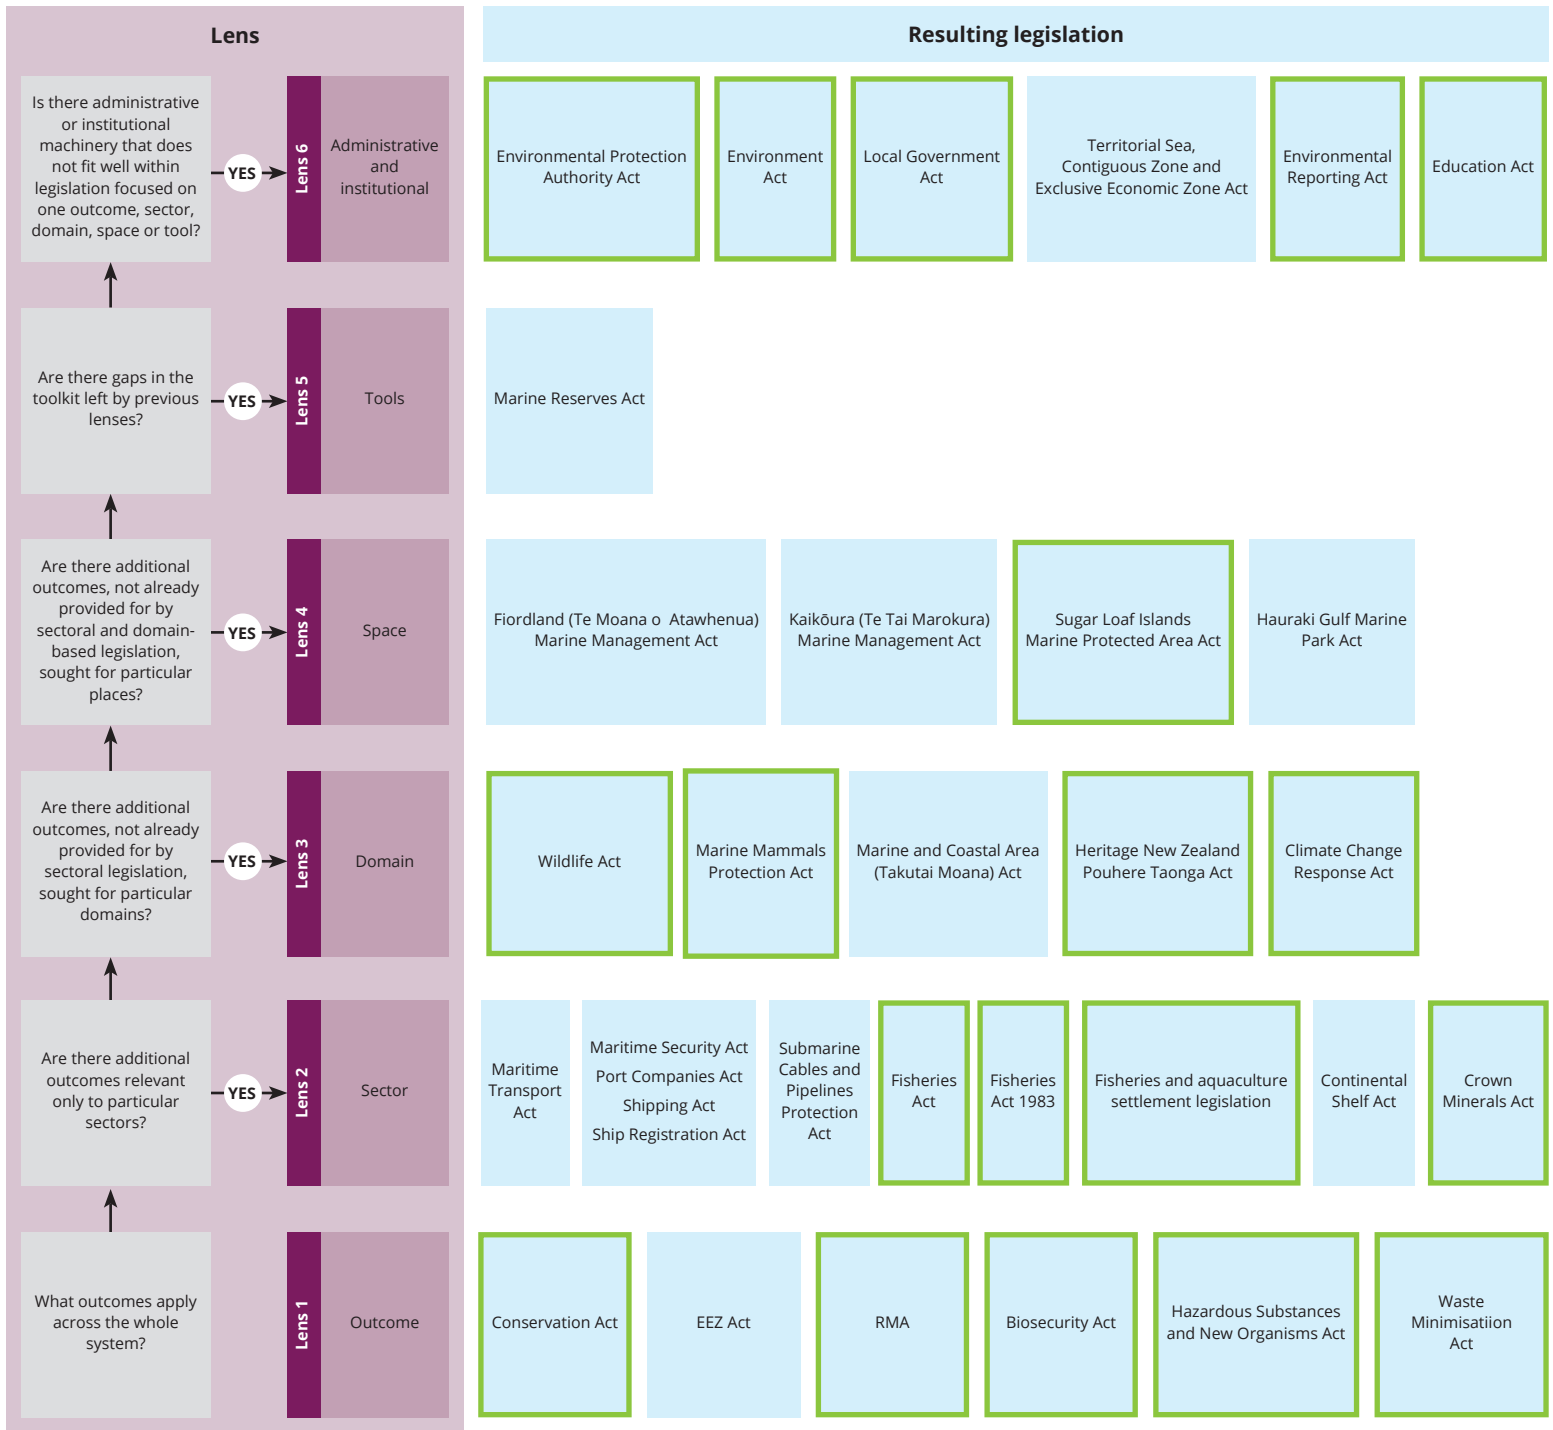 Lens
Resulting legislation
Is there administrative
or institutional
machinery that does
not fit well within
legislation focused on
one outcome, sector,
domain, space or tool?
YES
Lens 6
Administrative
and
institutional
Environmental Protection
Authority Act
Environment
Act
Local Government
Act
Territorial Sea,
Contiguous Zone and
Exclusive Economic Zone Act
Environmental
Reporting Act
Education Act
Are there gaps in the
toolkit left by previous
lenses?
YES
Lens 5
Tools
Marine Reserves Act
Are there additional
outcomes, not already
provided for by
sectoral and domain-
based legislation,
sought for particular
places?
YES
Lens 4
Space
Fiordland (Te Moana o  Atawhenua)
Marine Management Act
Kaikōura (Te Tai Marokura)
Marine Management Act
Sugar Loaf Islands
Marine Protected Area Act
Hauraki Gulf Marine
Park Act
Are there additional
outcomes, not already
provided for by
sectoral legislation,
sought for particular
domains?
YES
Lens 3
Domain
Wildlife Act
Marine Mammals
Protection Act
Marine and Coastal Area
(Takutai Moana) Act
Heritage New Zealand
Pouhere Taonga Act
Climate Change
Response Act
Are there additional
outcomes relevant
only to particular
sectors?
YES
Lens 2
Sector
Maritime
Transport
Act
Maritime Security Act
Port Companies Act
Shipping Act
Ship Registration Act
Submarine
Cables and
Pipelines
Protection
Act
Fisheries
Act
Fisheries
Act 1983
Fisheries and aquaculture
settlement legislation
Continental
Shelf Act
Crown
Minerals Act
What outcomes apply
across the whole
system?
Lens 1
Outcome
Conservation Act
EEZ Act
RMA
Biosecurity Act
Hazardous Substances
and New Organisms Act
Waste
Minimisatiion
Act